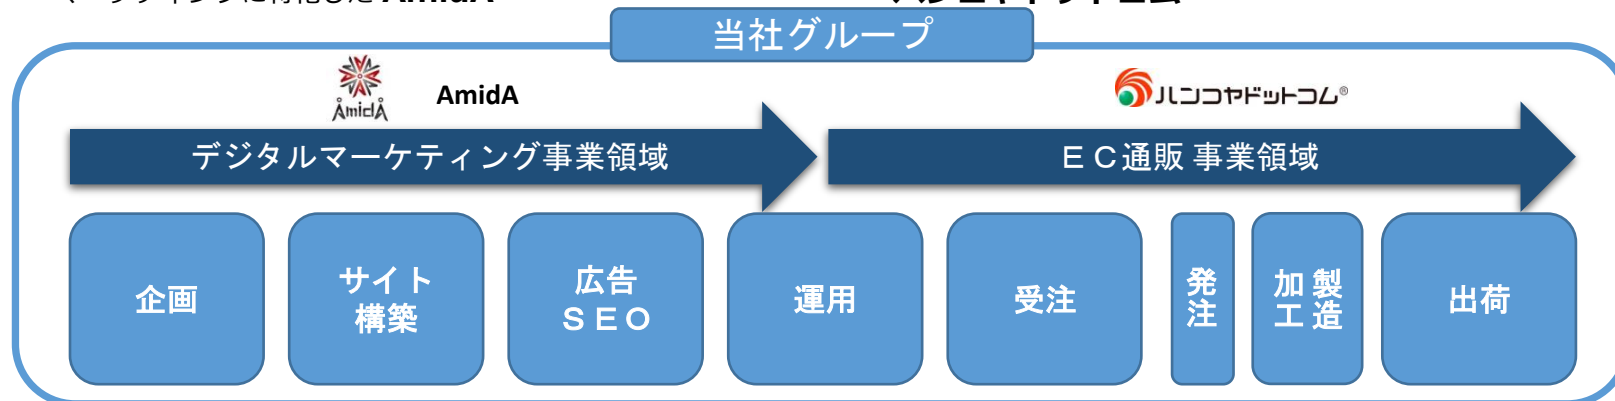 AmidA
当社グループ
AmidA
AmidA
ハンコヤドットコム®
デジタルマーケティング事業領域
ＥＣ通販 事業領域
企画
サイト
構築
広告
ＳＥＯ
運用
受注
発注
製造
加工
出荷